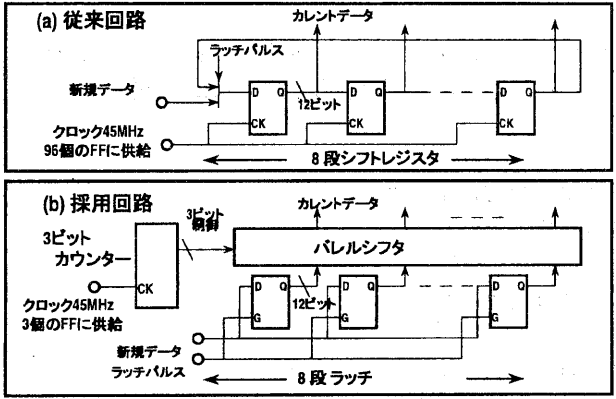 (a) 従来回路
カレントデータ
ラッチパルス
新規データ
D Q
12ビット
D Q
D Q
CK
CK
CK
クロック45MHz
96個のFFに供給
8 段シフトレジスタ
(b) 採用回路
カレントデータ
3ビット
制御
3ビット
カウンター
バレルシフタ
CK
D Q
12ビット
D Q
D Q
クロック45MHz
3個のFFに供給
G
G
G
新規データ
ラッチパルス
8 段 ラッチ